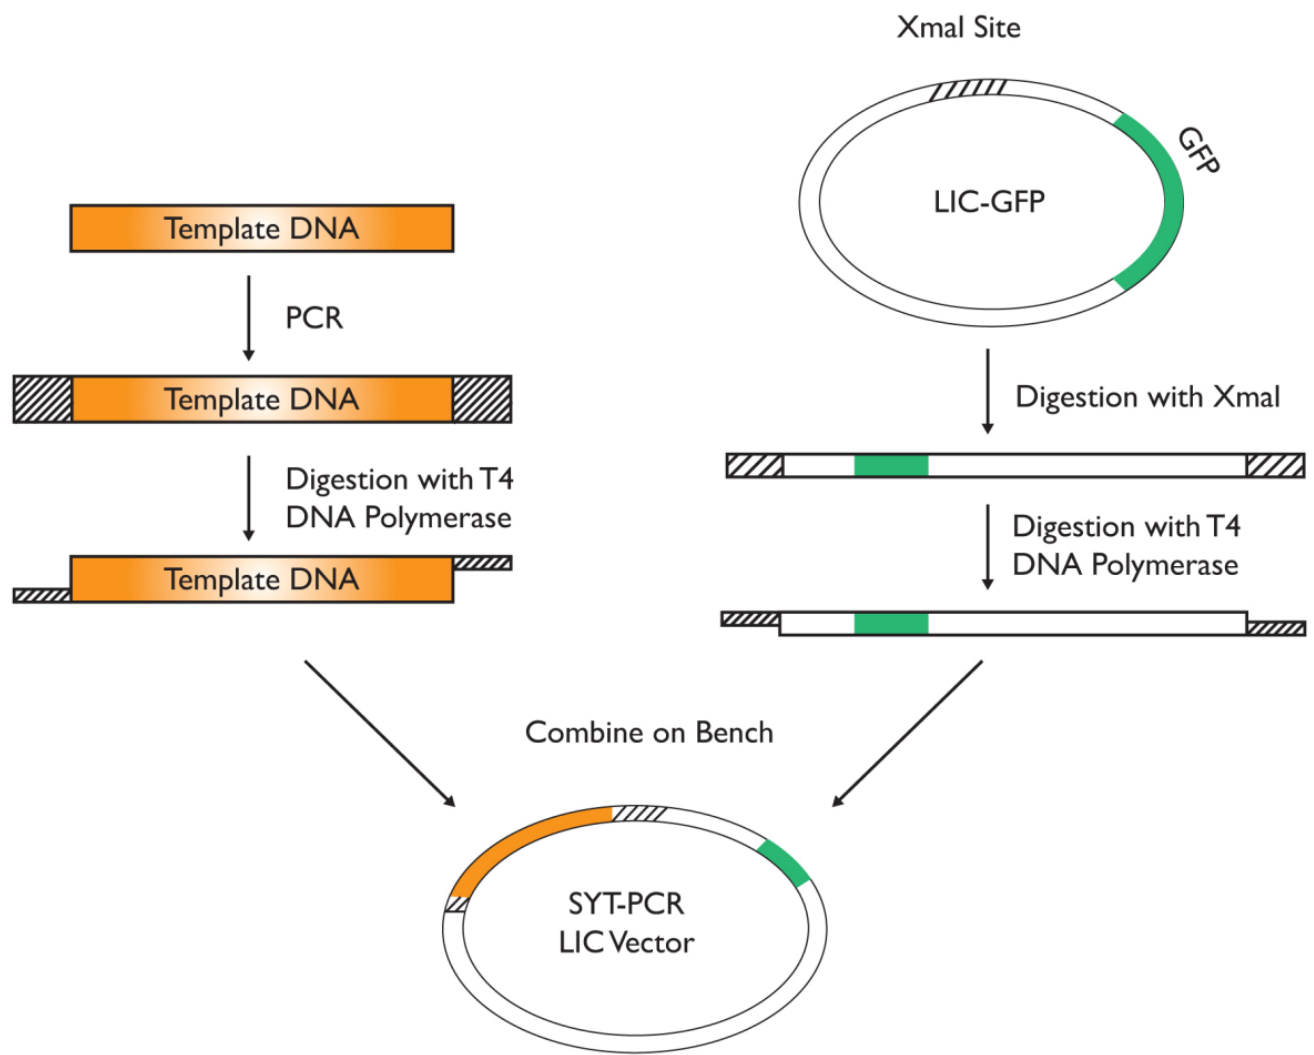 Xmal Site
GFP
LIC-GFP
Template DNA
PCR
Template DNA
Digestion with T4
DNA Polymerase
Template DNA
Digestion with XmaI
Digestion with T4
DNA Polymerase
Combine on Bench
SYT-PCR
LIC Vector